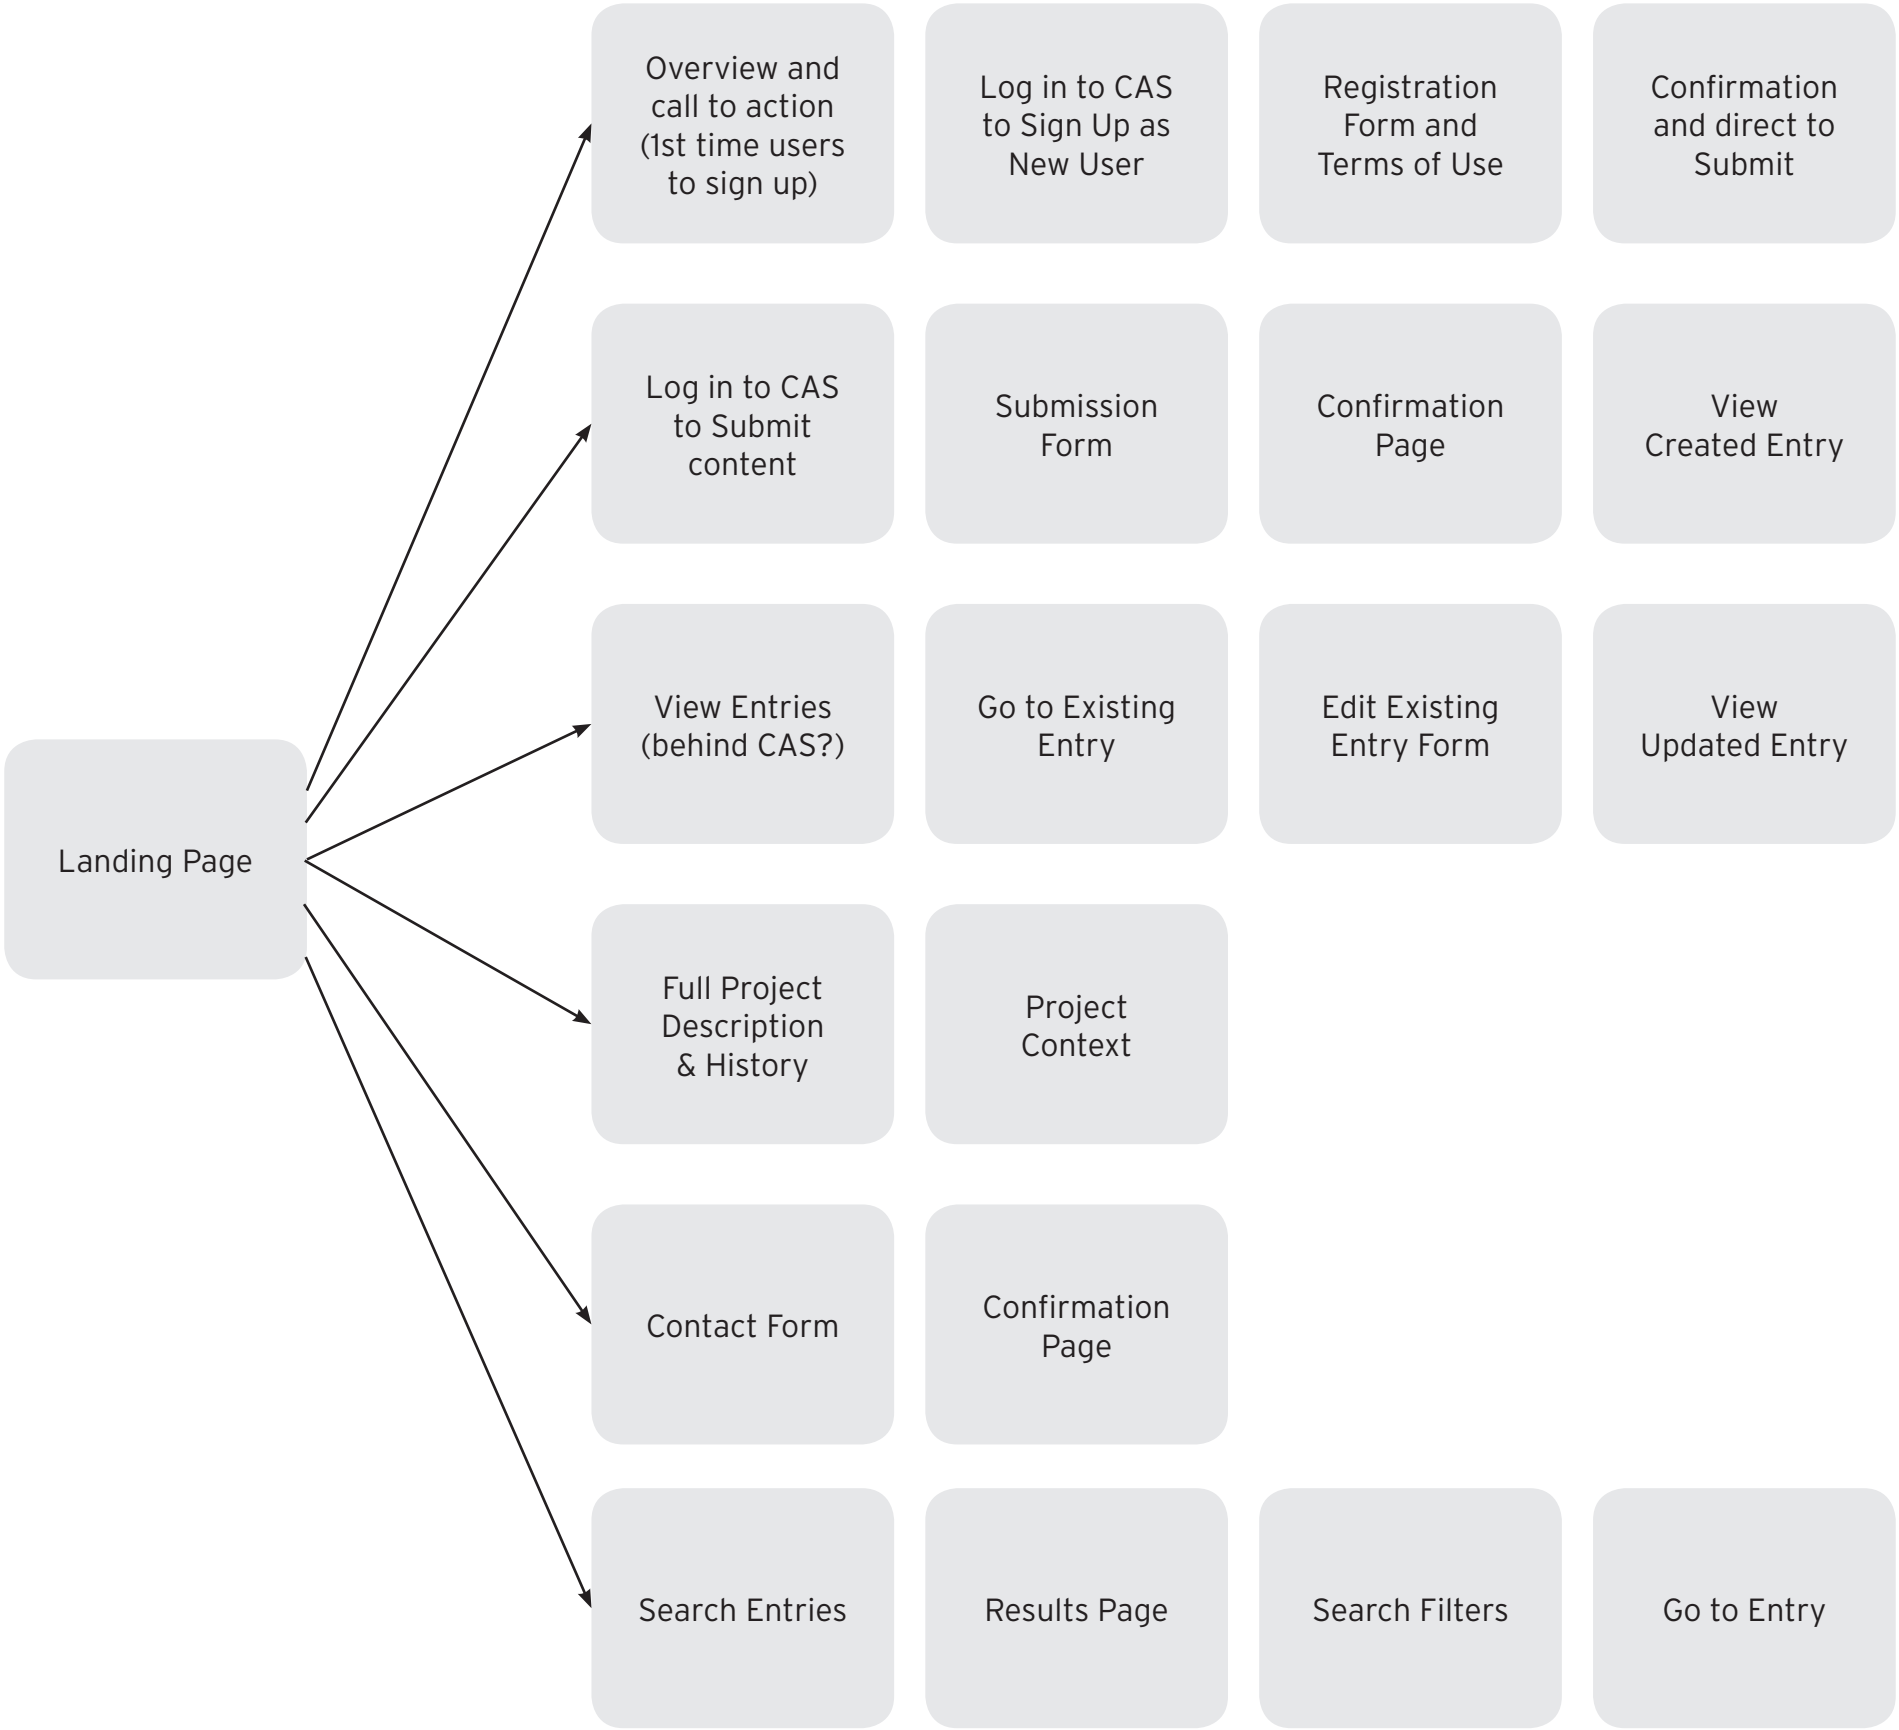 Overview and
call to action
(1st time users
to sign up)
Log in to CAS
to Sign Up as
New User
Registration
Form and
Terms of Use
Confirmation
and direct to
Submit
Log in to CAS
to Submit
content
Submission
Form
Confirmation
Page
View
Created Entry
View Entries
(behind CAS?)
Go to Existing
Entry
Edit Existing
Entry Form
View
Updated Entry
Landing Page
Full Project
Description
& History
Project
Context
Contact Form
Confirmation
Page
Search Entries
Results Page
Search Filters
Go to Entry